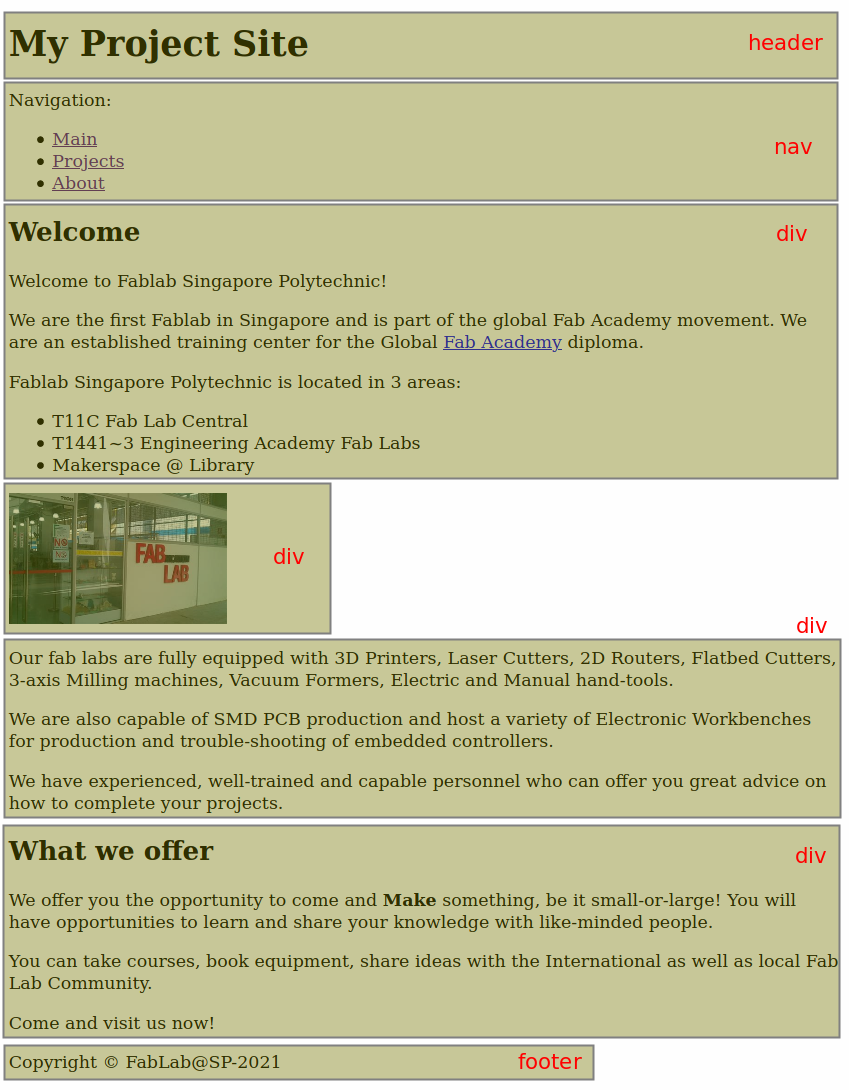 My Project Site
header
Navigation:
Main
Projects
About
nav
Welcome
div
Welcome to Fablab Singapore Polytechnic!
We are the first Fablab in Singapore and is part of the global Fab Academy movement. We
are an established training center for the Global Fab Academy diploma.
Fablab Singapore Polytechnic is located in 3 areas:
T11C Fab Lab Central
T1441~3 Engineering Academy Fab Labs
Makerspace @ Library
FAB
LAB
div
div
Our fab labs are fully equipped with 3D Printers, Laser Cutters, 2D Routers, Flatbed Cutters,
3-axis Milling machines, Vacuum Formers, Electric and Manual hand-tools.
We are also capable of SMD PCB production and host a variety of Electronic Workbenches
for production and trouble-shooting of embedded controllers.
We have experienced, well-trained and capable personnel who can offer you great advice on
how to complete your projects.
What we offer
div
We offer you the opportunity to come and Make something, be it small-or-large! You will
have opportunities to learn and share your knowledge with like-minded people.
You can take courses, book equipment, share ideas with the International as well as local Fab
Lab Community.
Come and visit us now!
Copyright © FabLab@SP-2021
footer